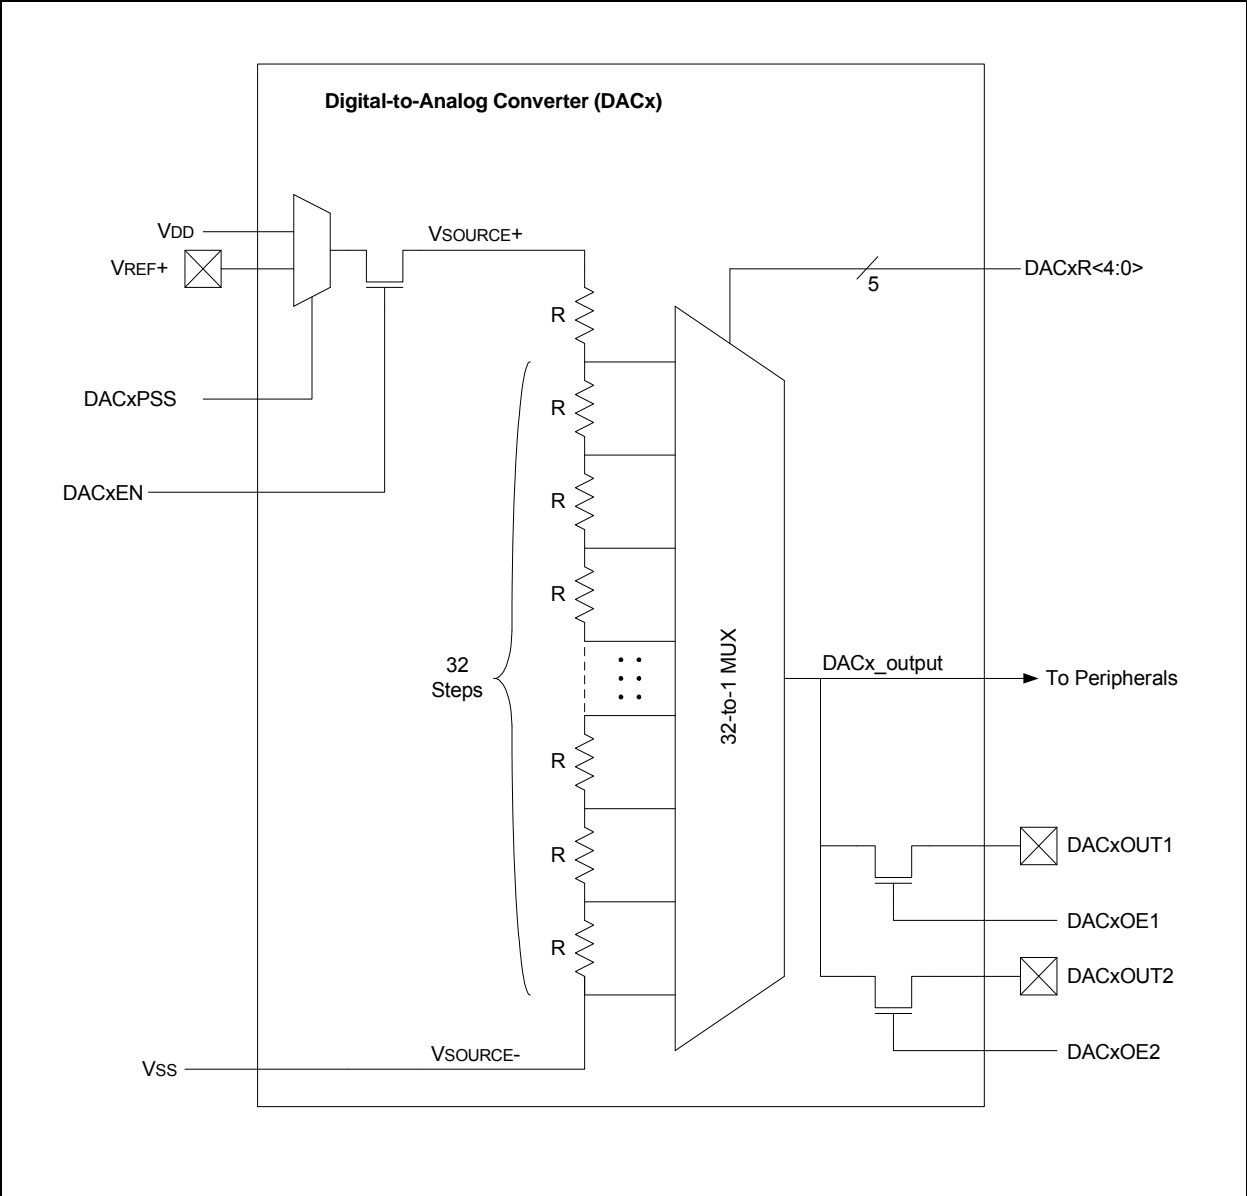 Digital-to-Analog Converter (DACx)
VDD
VREF+
VSOURCE+
DACxR<4:0>
5
R
DACxPSS
R
DACxEN
R
R
32
Steps
32-to-1 MUX
DACx_output
To Peripherals
R
R
DACxOUT1
DACxOE1
R
DACxOUT2
VSOURCE-
DACxOE2
VSS